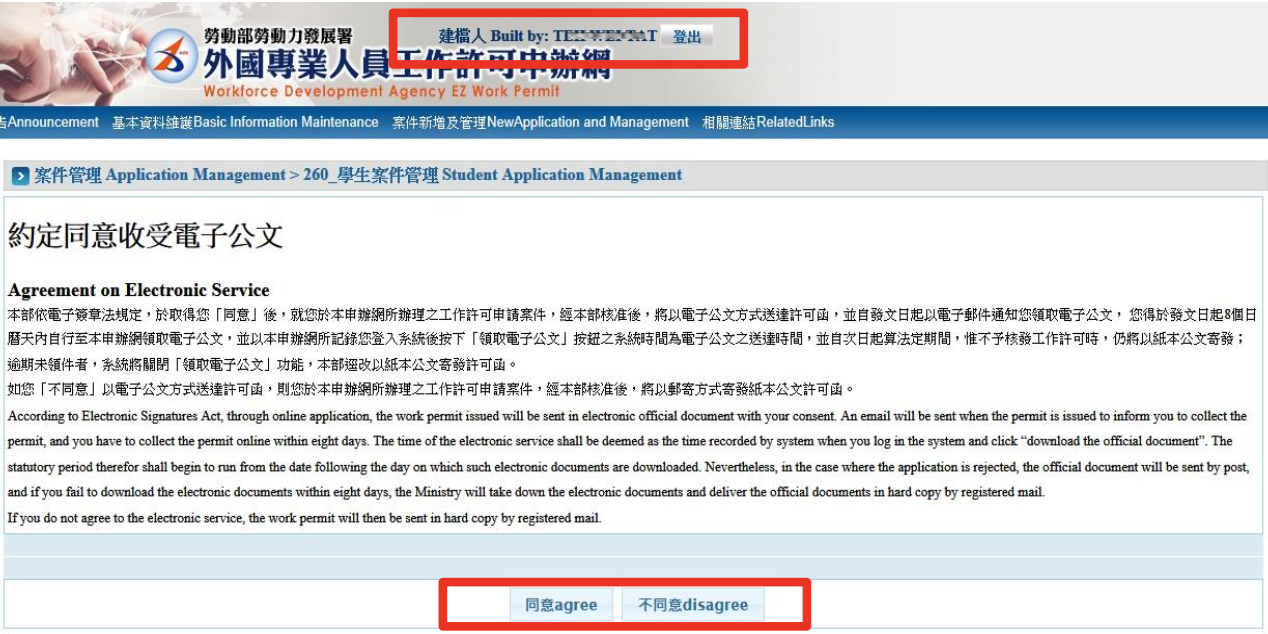 勞動部勞動力發展署
建檔人 Built by: 登出
外國專業人員工作許可申辦網
Workforce Development Agency EZ Work Permit
告Announcement 基本資料維護Basic Information Maintenance 案件新增及管理NewApplication and Management 相關連結RelatedLinks
案件管理 Application Management > 260_學生案件管理 Student Application Management
約定同意收受電子公文
Agreement on Electronic Service
本部依電子簽章法規定，於取得您「同意」後，就您於本申辦網所辦理之工作許可申請案件，經本部核准後，將以電子公文方式送達許可函，並自發文日起以電子郵件通知您領取電子公文， 您得於發文日起8個日
曆天內自行至本申辦網領取電子公文，並以本申辦網所記錄您登入系統後按下「領取電子公文」按鈕之系統時間為電子公文之送達時間，並自次日起算法定期間，惟不予核發工作許可時，仍將以紙本公文寄發；
逾期未領件者，系統將關閉「領取電子公文」功能，本部逕改以紙本公文寄發許可函。
如您「不同意」以電子公文方式送達許可函，則您於本申辦網所辦理之工作許可申請案件，經本部核准後，將以郵寄方式寄發紙本公文許可函。
According to Electronic Signatures Act, through online application, the work permit issued will be sent in electronic official document with your consent. An email will be sent when the permit is issued to inform you to collect the
permit, and you have to collect the permit online within eight days. The time of the electronic service shall be deemed as the time recorded by system when you log in the system and click “download the official document”. The
statutory period therefor shall begin to run from the date following the day on which such electronic documents are downloaded. Nevertheless, in the case where the application is rejected, the official document will be sent by post,
and if you fail to download the electronic documents within eight days, the Ministry will take down the electronic documents and deliver the official documents in hard copy by registered mail.
If you do not agree to the electronic service, the work permit will then be sent in hard copy by registered mail.
同意agree 不同意disagree